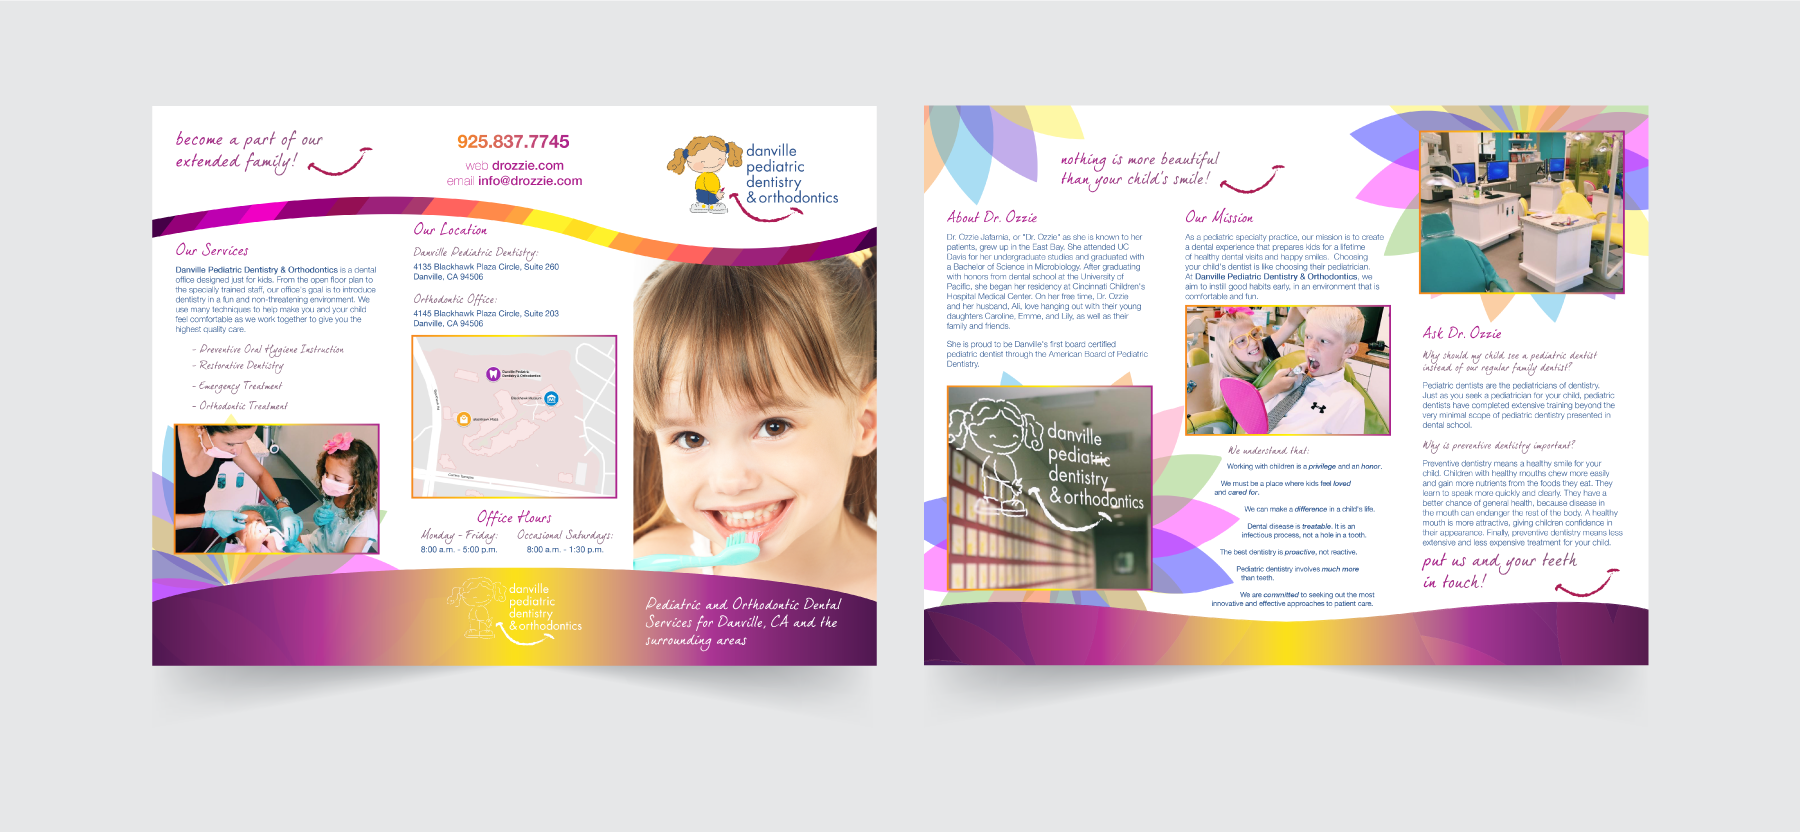 become a part of our
extended family!
Our Services
Danville Pediatric Dentistry & Orthodontics is a dental
office designed just for kids. From the open floor plan to
the specially trained staff, our office's goal is to introduce
dentistry in a fun and non-threatening environment. We
use many techniques to help make you and your child
feel comfortable as we work together to give you the
highest quality care.
- Preventive Oral Hygiene Instruction
- Restorative Dentistry
- Emergency Treatment
- Orthodontic Treatment
925.837.7745
web drozzie.com
email info@drozzie.com
Our Location
Danville Pediatric Dentistry:
4135 Blackhawk Plaza Circle, Suite 260
Danville, CA 94506
Orthodontic Office:
4145 Blackhawk Plaza Circle, Suite 203
Danville, CA 94506
Danville Pediatric
Dentistry & Orthodontics
Blackhawk Museum
Blackhawk Plaza
Camino Tassajara
Office Hours
Monday - Friday:
8:00 a.m. - 5:00 p.m.
Occasional Saturdays:
8:00 a.m. - 1:30 p.m.
danville
pediatric
dentistry
& orthodontics
danville
pediatric
dentistry
& orthodontics
Pediatric and Orthodontic Dental
Services for Danville, CA and the
surrounding areas
nothing is more beautiful
than your child's smile!
About Dr. Ozzie
Dr. Ozzie Jafarnia, or "Dr. Ozzie" as she is known to her
patients, grew up in the East Bay. She attended UC
Davis for her undergraduate studies and graduated with
a Bachelor of Science in Microbiology. After graduating
with honors from dental school at the University of
Pacific, she began her residency at Cincinnati Children's
Hospital Medical Center. On her free time, Dr. Ozzie
and her husband, Ali, love hanging out with their young
daughters Caroline, Emme, and Lily, as well as their
family and friends.
She is proud to be Danville's first board certified
pediatric dentist through the American Board of Pediatric
Dentistry.
danville
pediatric
dentistry
& orthodontics
Our Mission
As a pediatric specialty practice, our mission is to create
a dental experience that prepares kids for a lifetime
of healthy dental visits and happy smiles. Choosing
your child's dentist is like choosing their pediatrician.
At Danville Pediatric Dentistry & Orthodontics, we
aim to instill good habits early, in an environment that is
comfortable and fun.
We understand that:
Working with children is a privilege and an honor.
We must be a place where kids feel loved
and cared for.
We can make a difference in a child's life.
Dental disease is treatable. It is an
infectious process, not a hole in a tooth.
The best dentistry is proactive, not reactive.
Pediatric dentistry involves much more
than teeth.
We are committed to seeking out the most
innovative and effective approaches to patient care.
Ask Dr. Ozzie
Why should my child see a pediatric dentist
instead of our regular family dentist?
Pediatric dentists are the pediatricians of dentistry.
Just as you seek a pediatrician for your child, pediatric
dentists have completed extensive training beyond the
very minimal scope of pediatric dentistry presented in
dental school.
Why is preventive dentistry important?
Preventive dentistry means a healthy smile for your
child. Children with healthy mouths chew more easily
and gain more nutrients from the foods they eat. They
learn to speak more quickly and clearly. They have a
better chance of general health, because disease in
the mouth can endanger the rest of the body. A healthy
mouth is more attractive, giving children confidence in
their appearance. Finally, preventive dentistry means less
extensive and less expensive treatment for your child.
put us and your teeth
in touch!